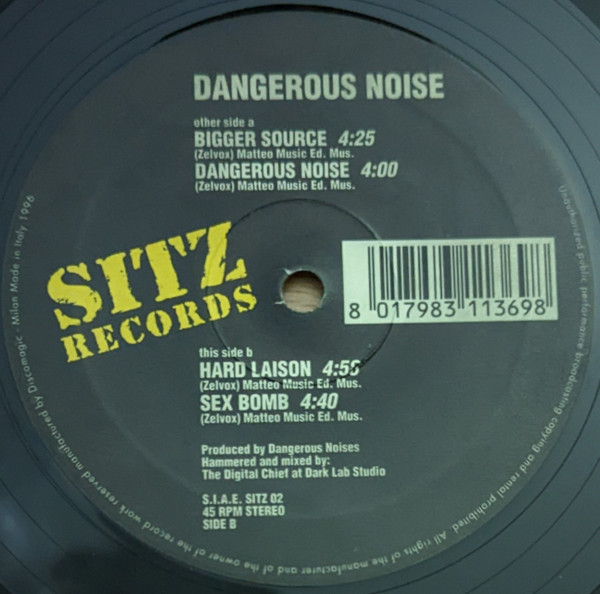 DANGEROUS NOISE
other side a
BIGGER SOURCE 4:25
(Zelvox) Matteo Music Ed. Mus.
DANGEROUS NOISE 4:00
(Zelvox) Matteo Music Ed. Mus.
SITZ
RECORDS
8 017983 113698
this side b
HARD LAISON 4:56
(Zelvox) Matteo Music Ed. Mus.
SEX BOMB 4:40
(Zelvox) Matteo Music Ed. Mus.
Produced by Dangerous Noises
Hammered and mixed by:
The Digital Chief at Dark Lab Studio
S.I.A.E. SITZ 02
45 RPM STEREO
SIDE B
Unauthorized public performance broadcasting copying and rental prohibited. All rights of the manufacturer and of the owner of the record work reserved manufactured by Discomagic - Milan Made in Italy 1996